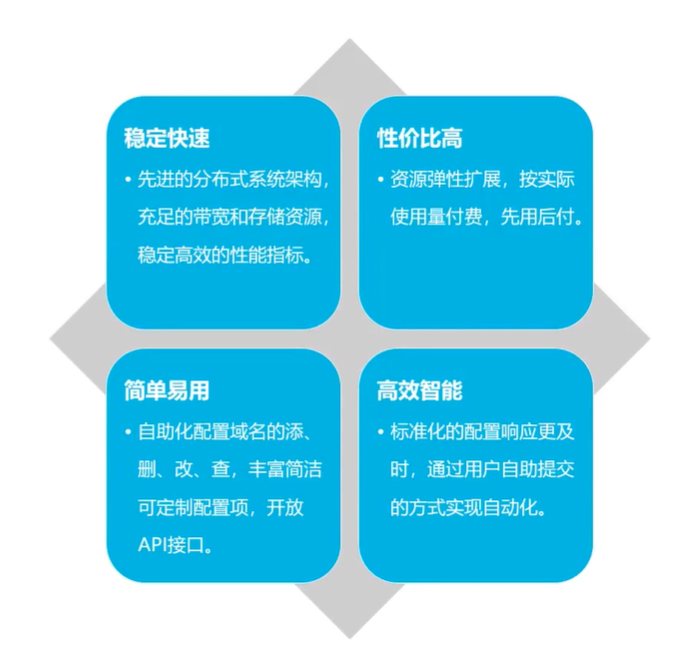 稳定快速
• 先进的分布式系统架构，
充足的带宽和存储资源，
稳定高效的性能指标。
性价比高
• 资源弹性扩展，按实际
使用量付费，先用后付。
简单易用
• 自助化配置域名的添、
删、改、查，丰富简洁
可定制配置项，开放
API接口。
高效智能
• 标准化的配置响应更及
时，通过用户自助提交
的方式实现自动化。